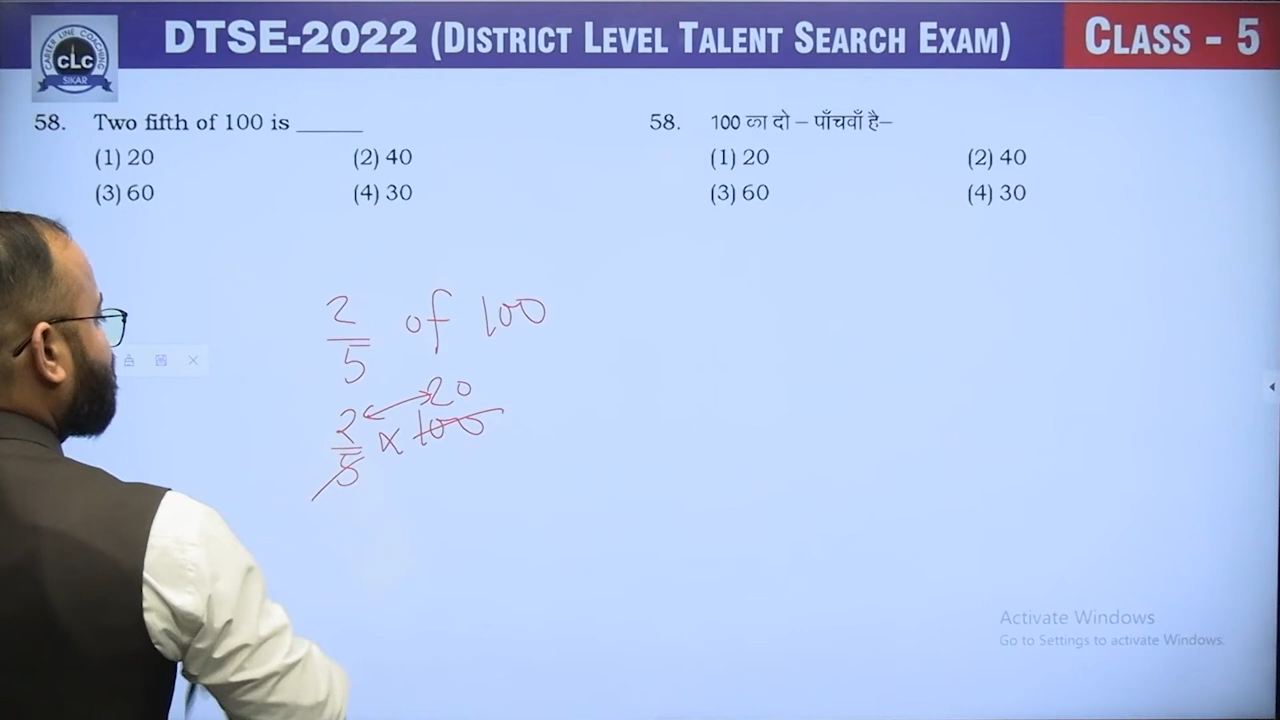 CAREER LINE COACHING
CLC
SIKAR
DTSE-2022 (DISTRICT LEVEL TALENT SEARCH EXAM)
CLASS - 5
58. Two fifth of 100 is _____
(1) 20 (2) 40
(3) 60 (4) 30
58. 100 का दो – पाँचवाँ है–
(1) 20 (2) 40
(3) 60 (4) 30
2/5 of 100
20
2/5 × 100
Activate Windows
Go to Settings to activate Windows.